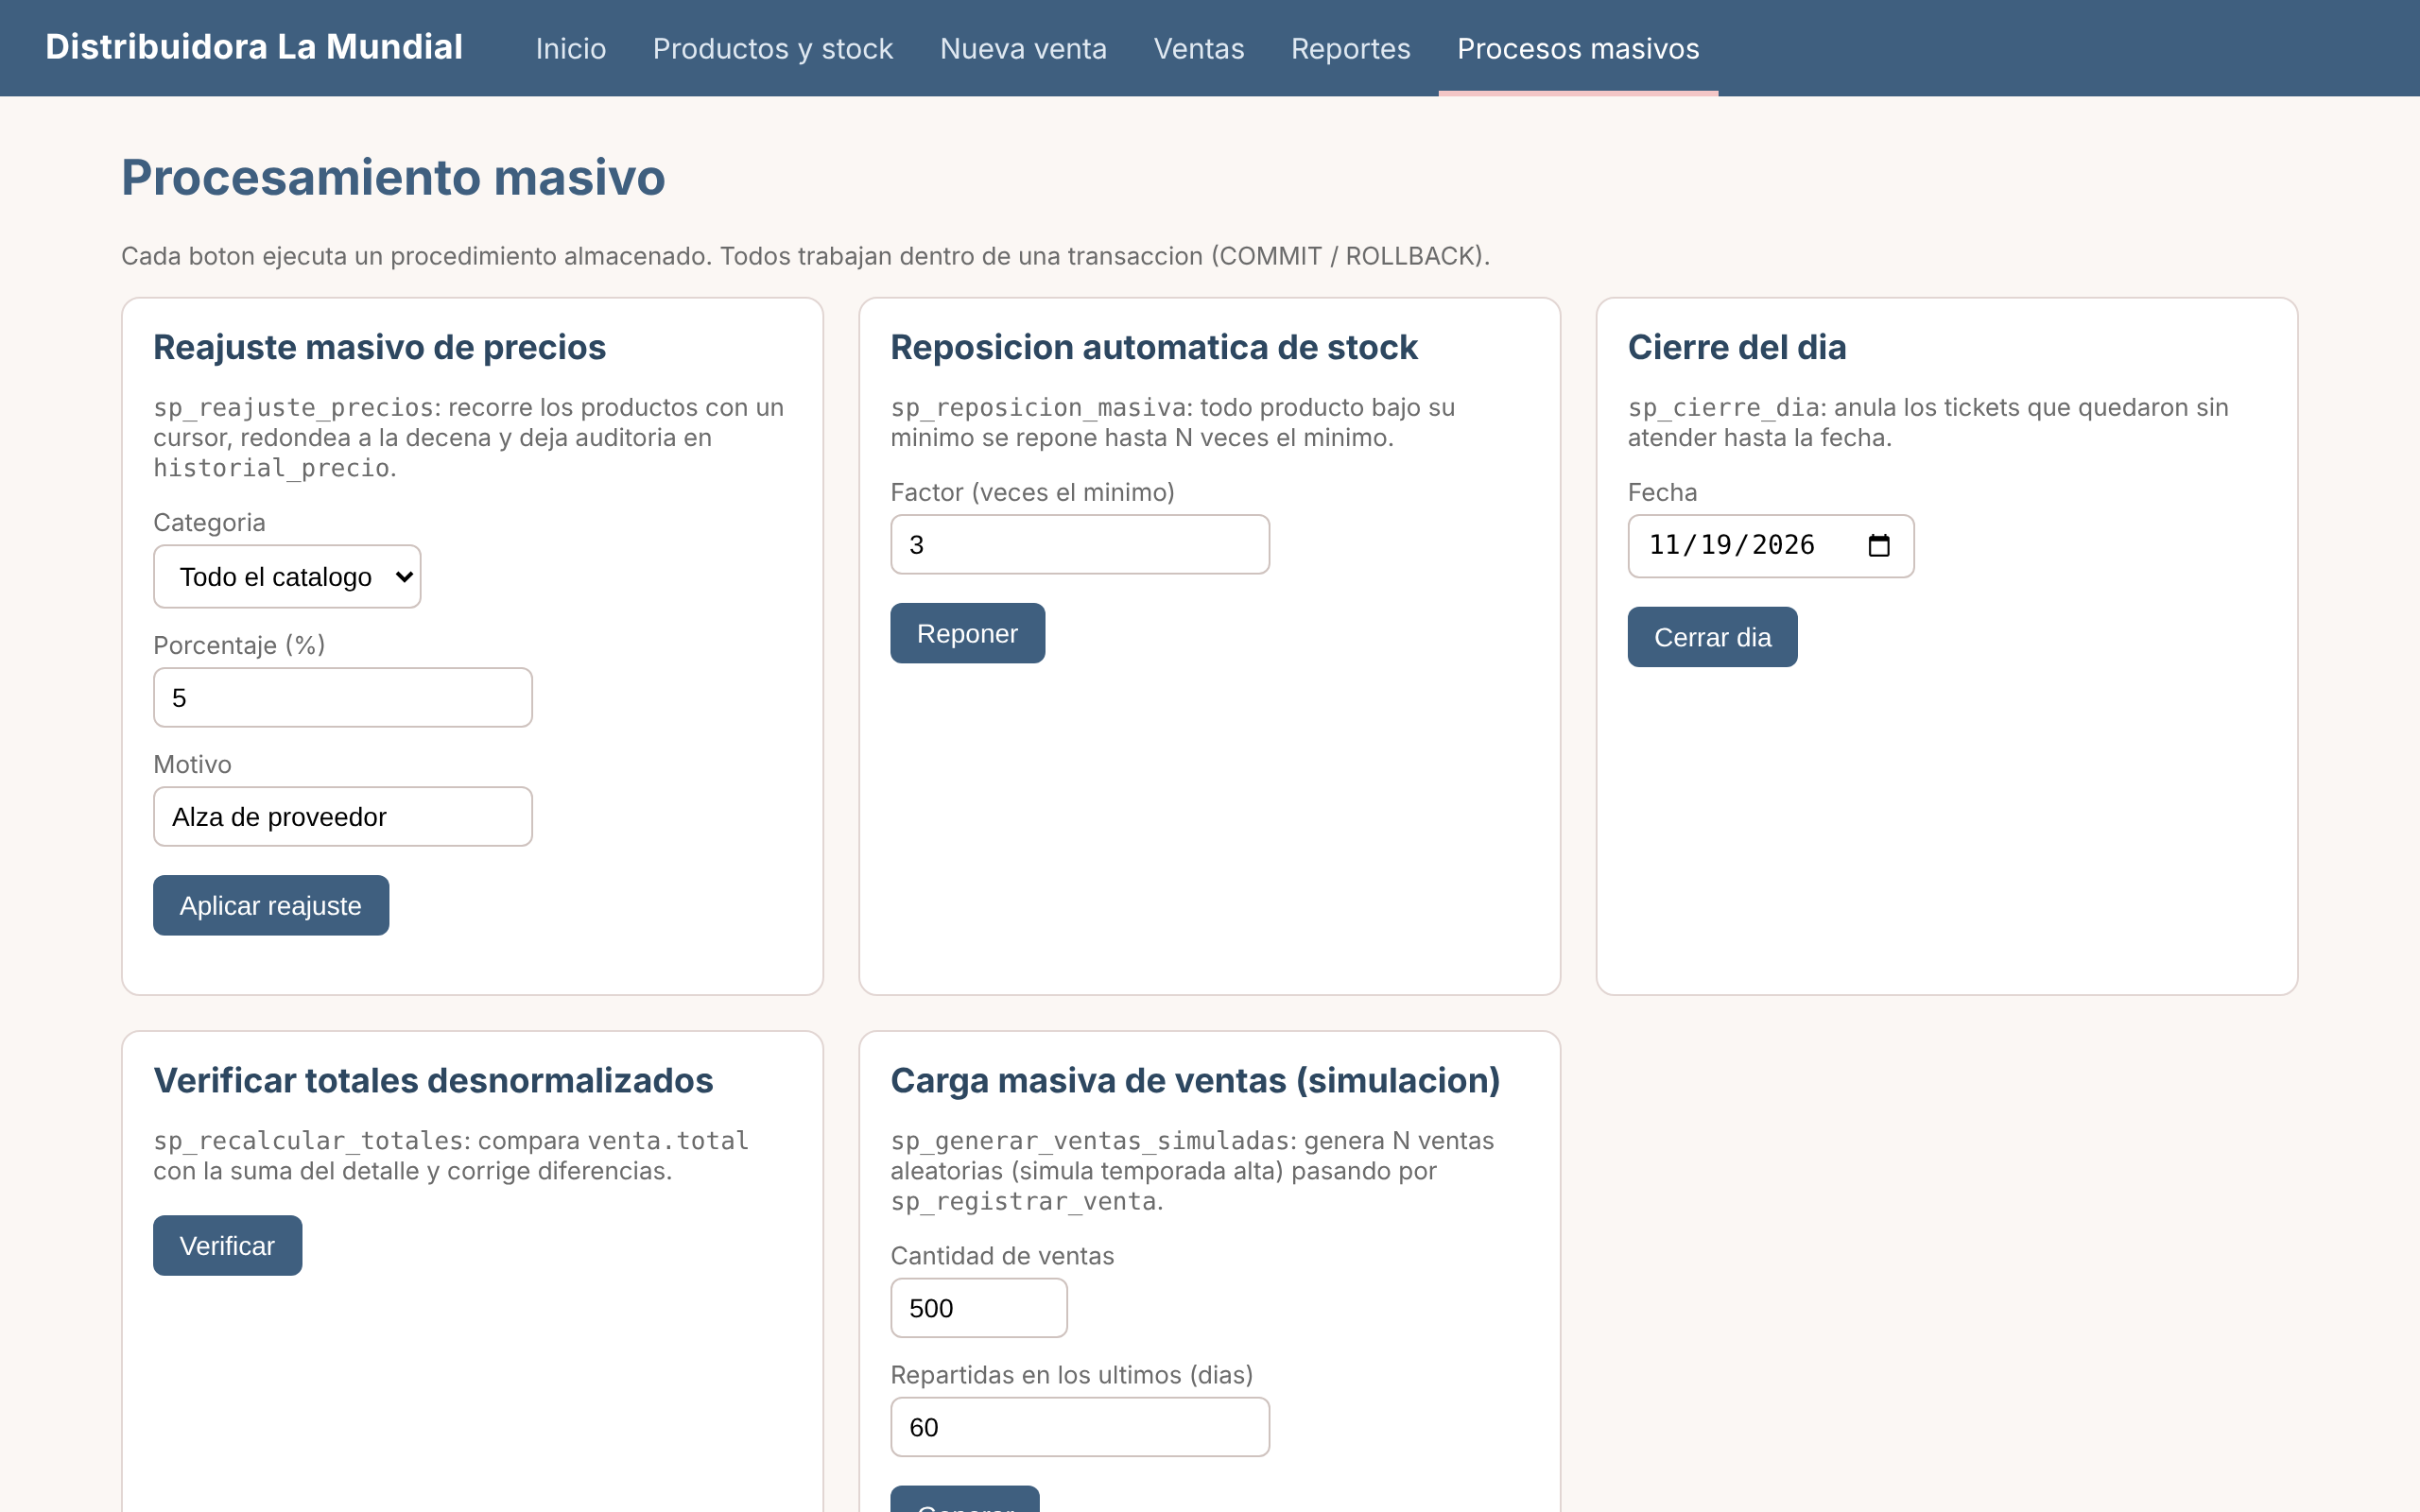 Distribuidora La Mundial
Inicio
Productos y stock
Nueva venta
Ventas
Reportes
Procesos masivos
Procesamiento masivo
Cada boton ejecuta un procedimiento almacenado. Todos trabajan dentro de una transaccion (COMMIT / ROLLBACK).
Reajuste masivo de precios
sp_reajuste_precios: recorre los productos con un
cursor, redondea a la decena y deja auditoria en
historial_precio.
Categoria
Todo el catalogo
Porcentaje (%)
5
Motivo
Alza de proveedor
Aplicar reajuste
Reposicion automatica de stock
sp_reposicion_masiva: todo producto bajo su
minimo se repone hasta N veces el minimo.
Factor (veces el minimo)
3
Reponer
Cierre del dia
sp_cierre_dia: anula los tickets que quedaron sin
atender hasta la fecha.
Fecha
11/19/2026
Cerrar dia
Verificar totales desnormalizados
sp_recalcular_totales: compara venta.total
con la suma del detalle y corrige diferencias.
Verificar
Carga masiva de ventas (simulacion)
sp_generar_ventas_simuladas: genera N ventas
aleatorias (simula temporada alta) pasando por
sp_registrar_venta.
Cantidad de ventas
500
Repartidas en los ultimos (dias)
60